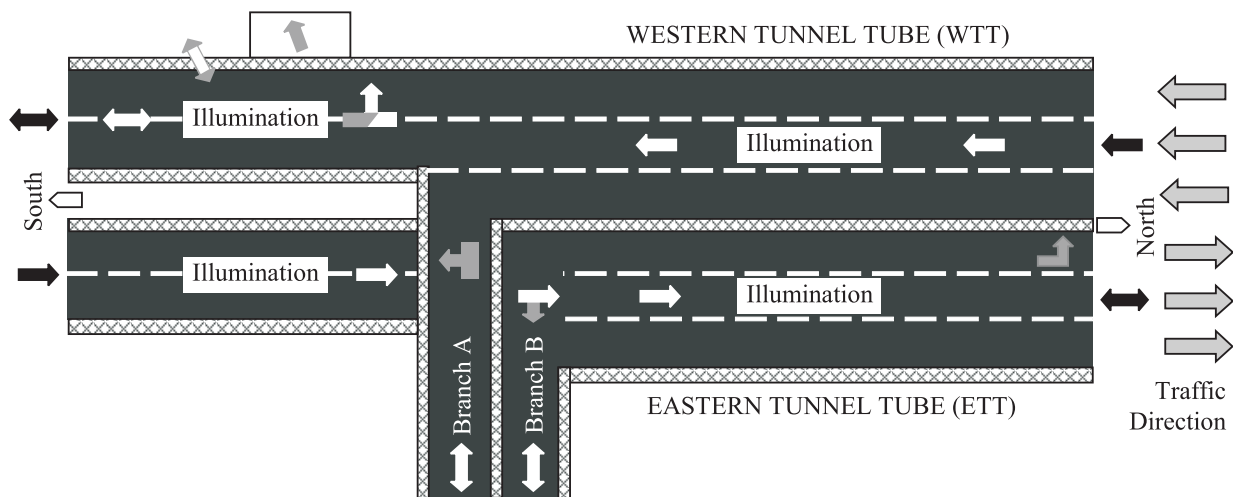 WESTERN TUNNEL TUBE (WTT)
Illumination
Illumination
South
North
Illumination
Illumination
Branch A
Branch B
EASTERN TUNNEL TUBE (ETT)
Traffic
Direction